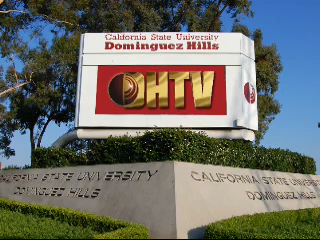 California State University
Dominguez Hills
DHTV
CALIFORNIA STATE UNIVERSITY
DOMINGUEZ HILLS
CALIFORNIA STATE UNIVERSITY
DOMINGUEZ HILLS